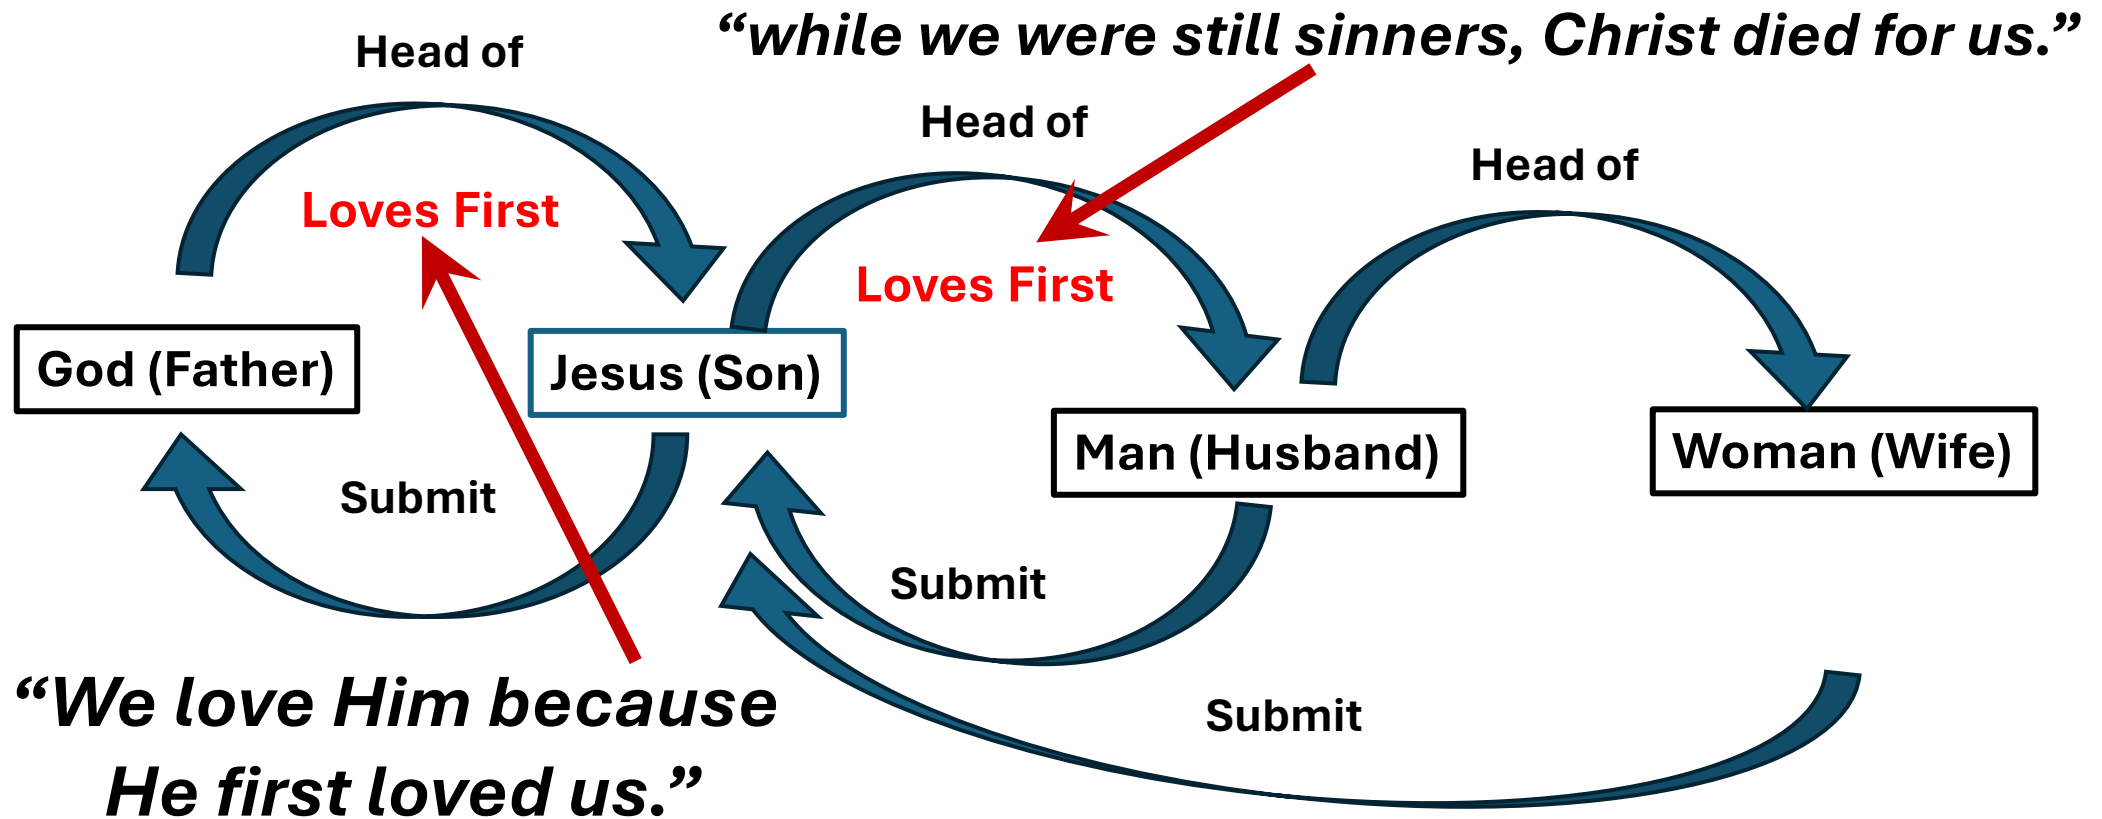 “while we were still sinners, Christ died for us.”
Head of
Head of
Head of
Loves First
Loves First
God (Father)
Jesus (Son)
Man (Husband)
Woman (Wife)
Submit
Submit
Submit
“We love Him because
He first loved us.”